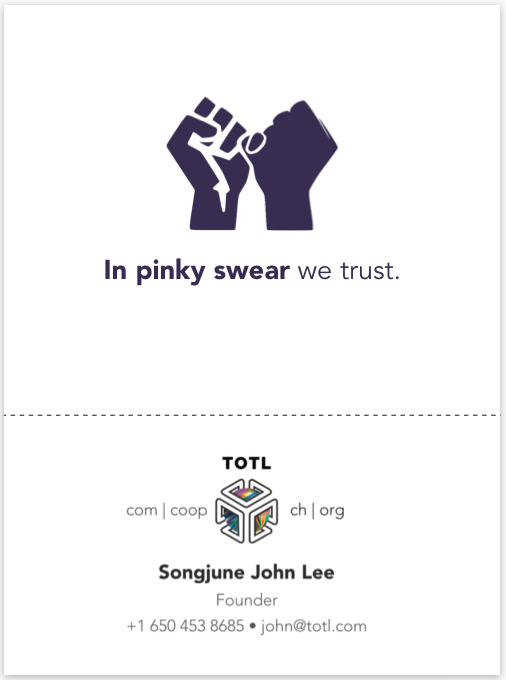 In pinky swear we trust.
TOTL
com | coop ch | org
Songjune John Lee
Founder
+1 650 453 8685 • john@totl.com